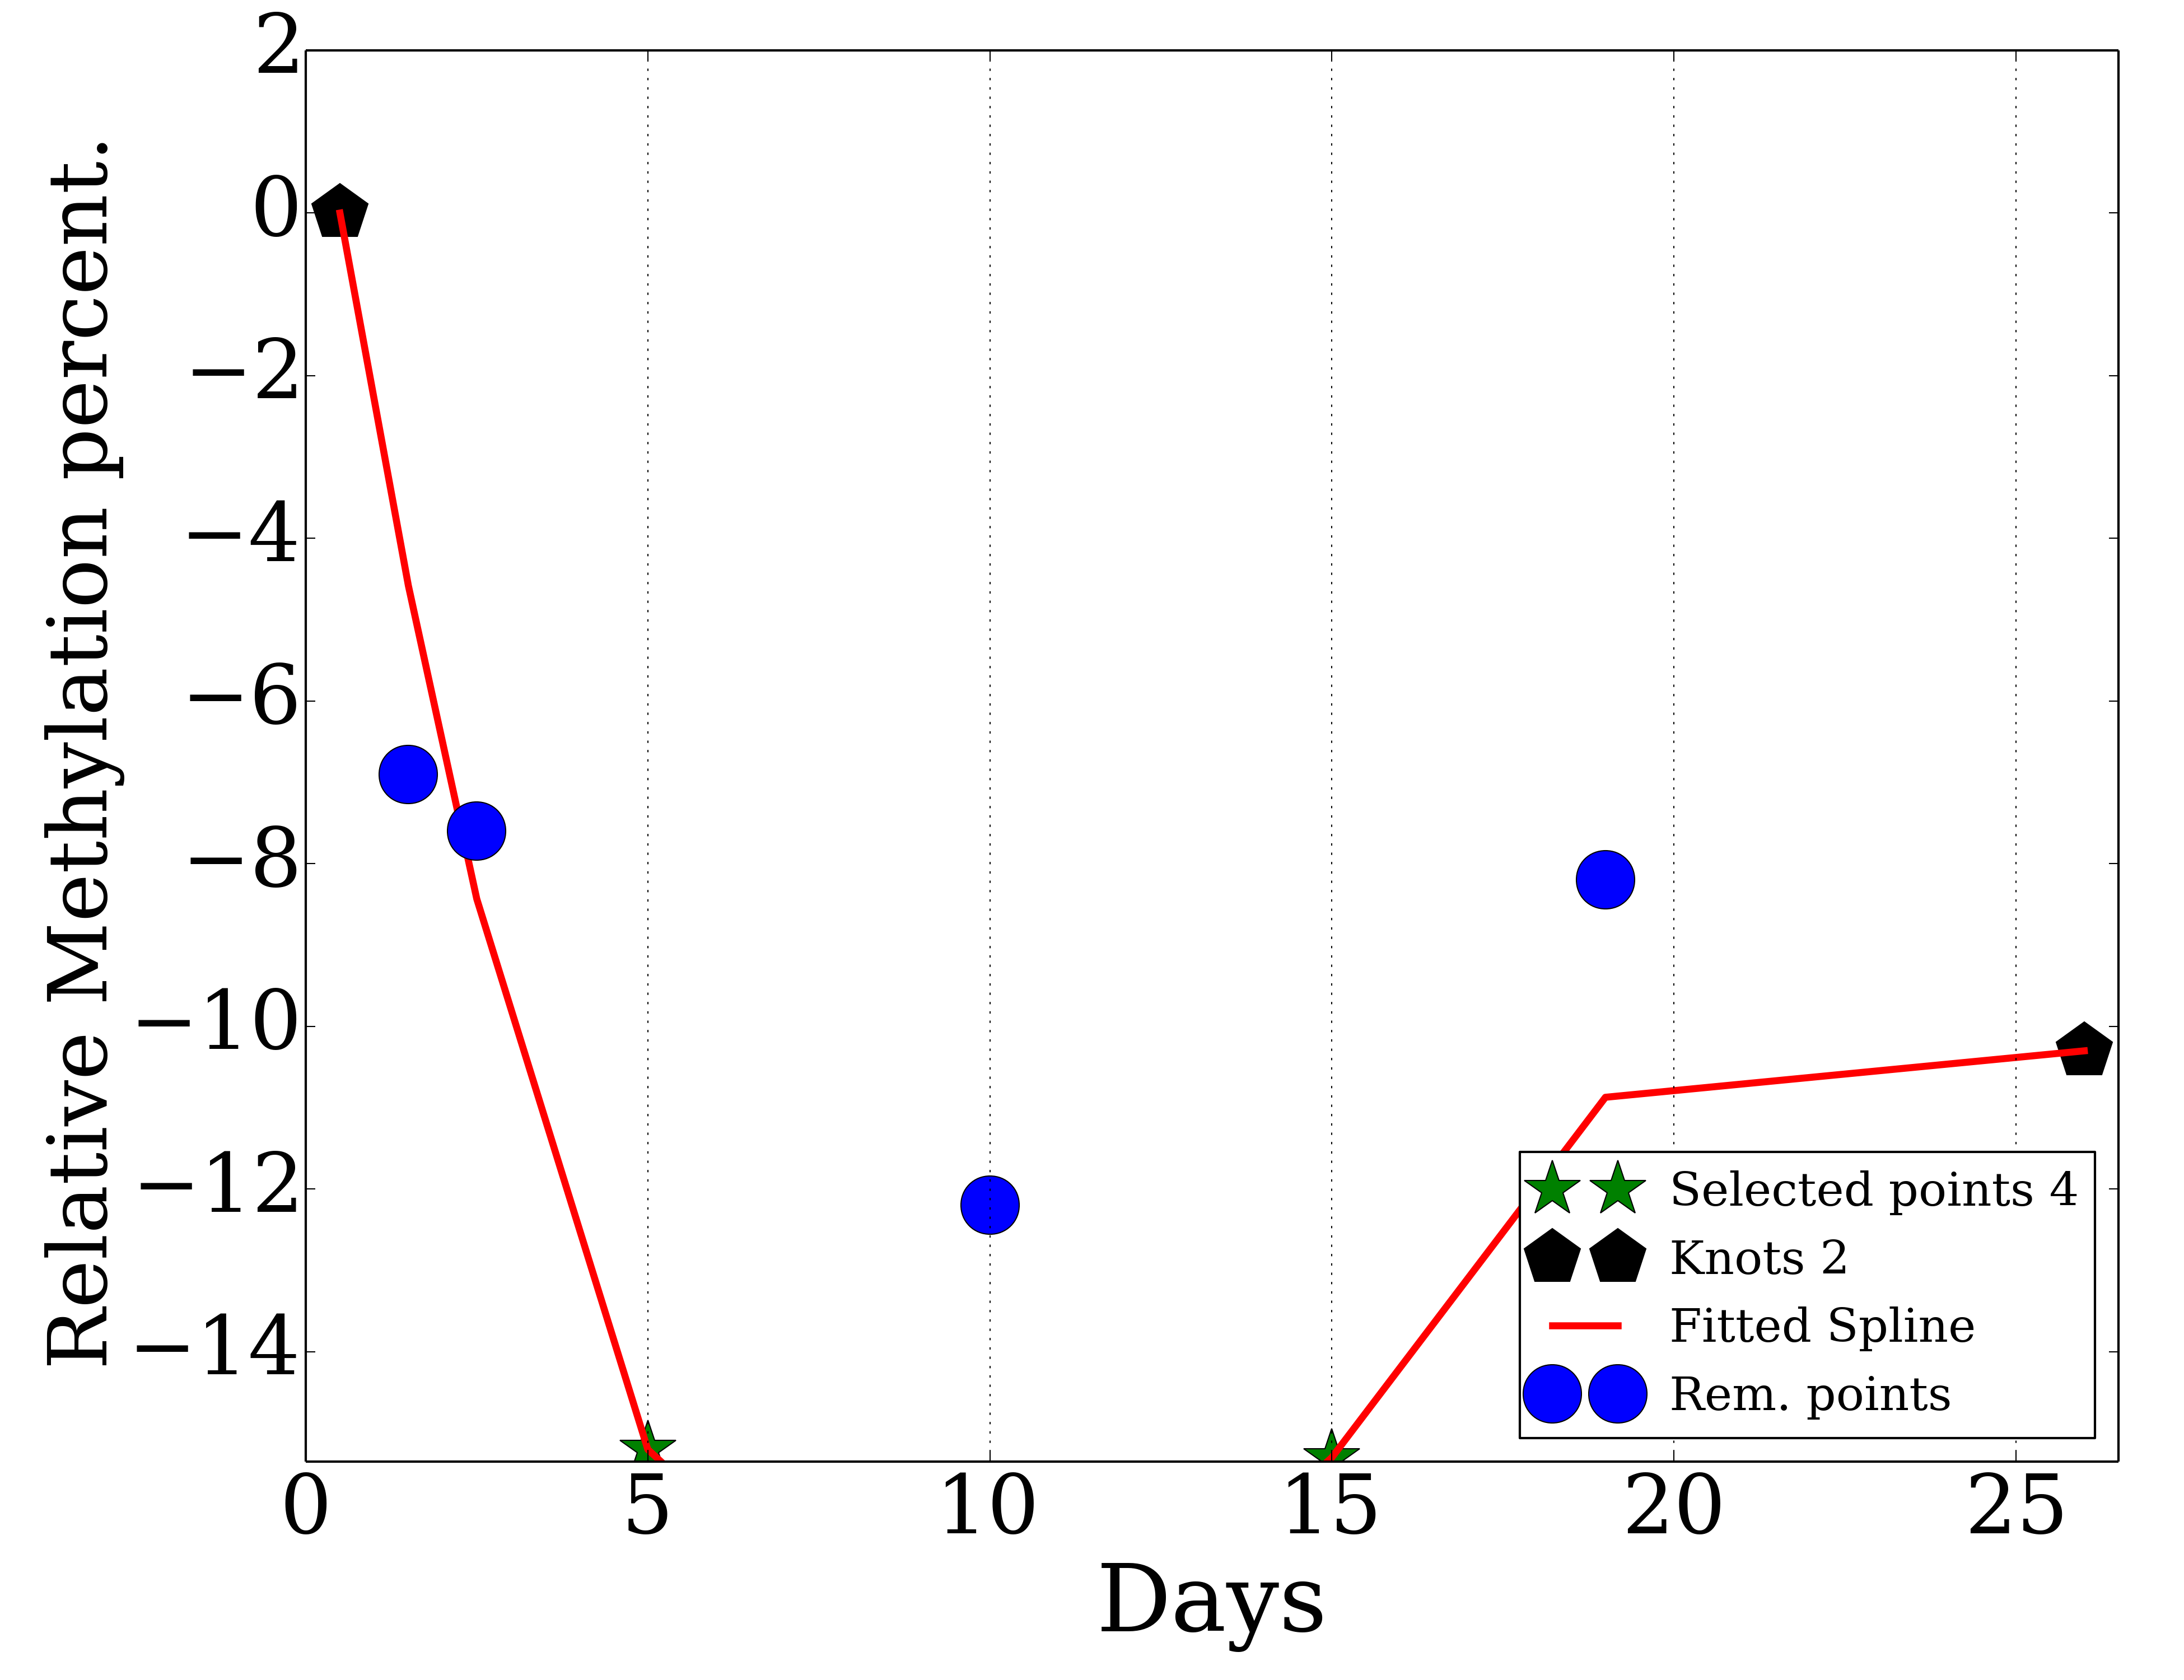 Relative Methylation percent.
2
0
−2
−4
−6
−8
−10
−12
−14
0 5 10 15 20 25
Days
Selected points 4
Knots 2
Fitted Spline
Rem. points